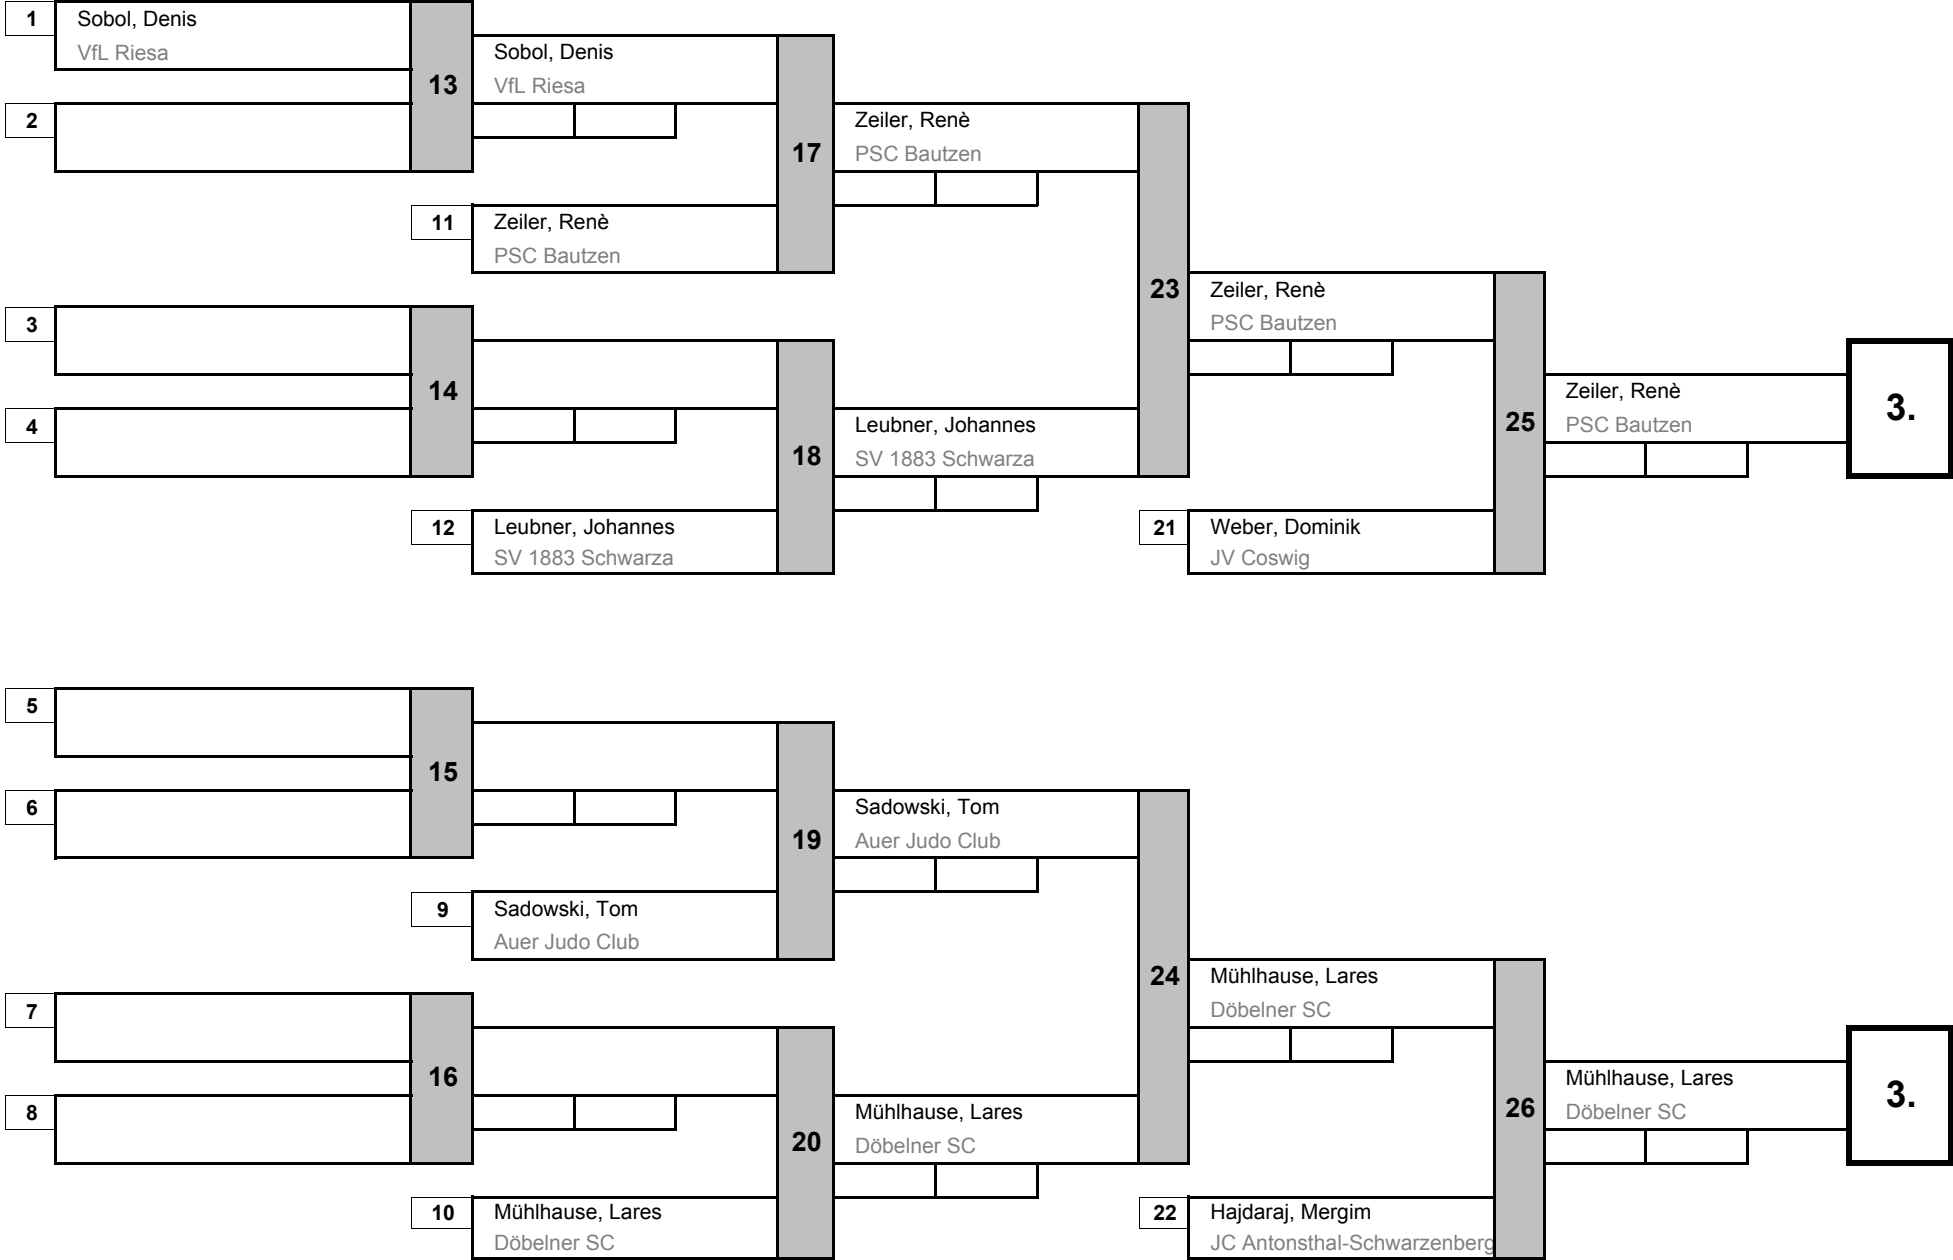 1
Sobol, Denis
VfL Riesa
13
Sobol, Denis
VfL Riesa
2
17
Zeiler, Renè
PSC Bautzen
11
Zeiler, Renè
PSC Bautzen
23
Zeiler, Renè
PSC Bautzen
3
14
4
18
Leubner, Johannes
SV 1883 Schwarza
25
Zeiler, Renè
PSC Bautzen
3.
12
Leubner, Johannes
SV 1883 Schwarza
21
Weber, Dominik
JV Coswig
5
15
6
19
Sadowski, Tom
Auer Judo Club
9
Sadowski, Tom
Auer Judo Club
24
Mühlhause, Lares
Döbelner SC
7
16
8
20
Mühlhause, Lares
Döbelner SC
26
Mühlhause, Lares
Döbelner SC
3.
10
Mühlhause, Lares
Döbelner SC
22
Hajdaraj, Mergim
JC Antonsthal-Schwarzenberg